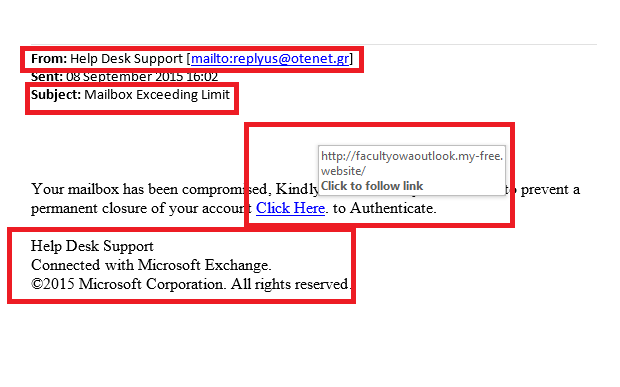 From: Help Desk Support [mailto:replyus@otenet.gr]
Sent: 08 September 2015 16:02
Subject: Mailbox Exceeding Limit
http://facultyowaoutlook.my-free.
website/
Click to follow link
Your mailbox has been compromised, Kindly to prevent a
permanent closure of your account Click Here. to Authenticate.
Help Desk Support
Connected with Microsoft Exchange.
©2015 Microsoft Corporation. All rights reserved.